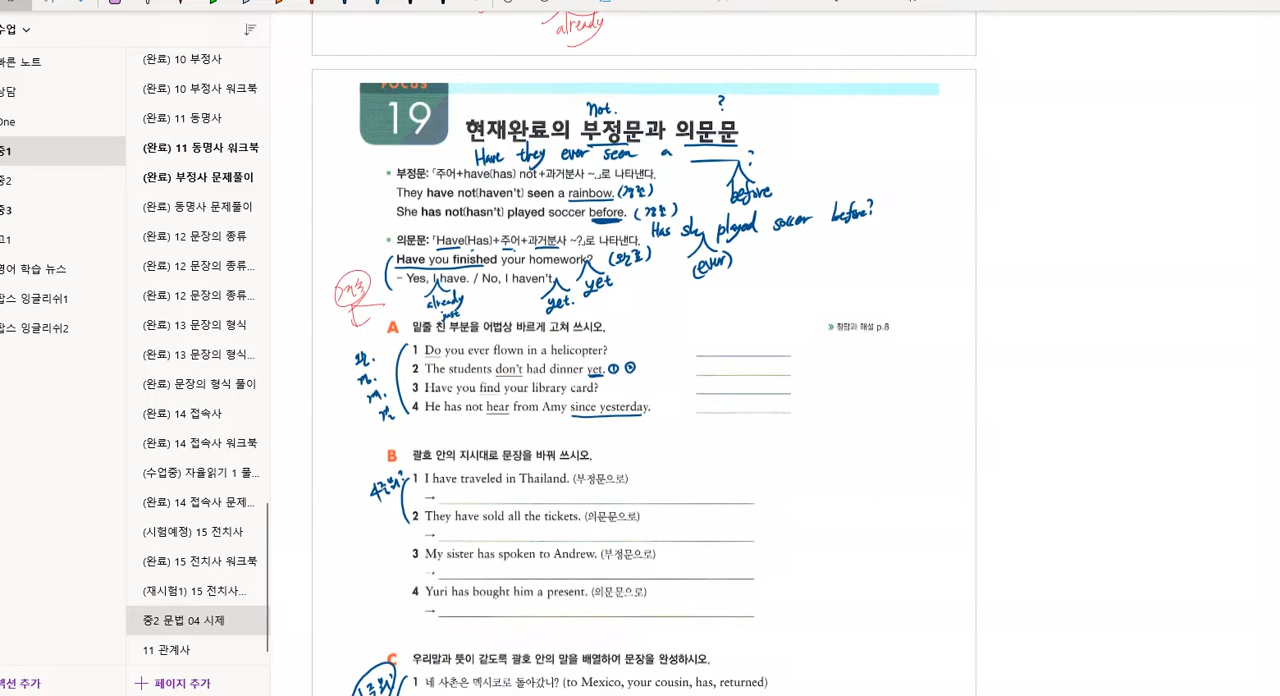 already
수업
빠른 노트
상담
One
중1
중2
중3
고1
영어 학습 뉴스
팝스 잉글리쉬1
팝스 잉글리쉬2
섹션 추가
(완료) 10 부정사
(완료) 10 부정사 워크북
(완료) 11 동명사
(완료) 11 동명사 워크북
(완료) 부정사 문제풀이
(완료) 동명사 문제풀이
(완료) 12 문장의 종류
(완료) 12 문장의 종류...
(완료) 12 문장의 종류...
(완료) 13 문장의 형식
(완료) 13 문장의 형식...
(완료) 문장의 형식 풀이
(완료) 14 접속사
(완료) 14 접속사 워크북
(수업중) 자율읽기 1 풀...
(완료) 14 접속사 문제...
(시험예정) 15 전치사
(완료) 15 전치사 워크북
(재시험1) 15 전치사...
중2 문법 04 시제
11 관계사
페이지 추가
FOCUS
19
Not.
?
현재완료의 부정문과 의문문
Have they ever seen a ?
before
부정문: 「주어+have(has) not+과거분사 ~.」로 나타낸다.
They have not(haven't) seen a rainbow. (경험)
She has not(hasn't) played soccer before. (경험)
Has she played soccer before?
(ever)
의문문: 「Have(Has)+주어+과거분사 ~?」로 나타낸다.
Have you finished your homework? (완료)
yet
– Yes, I have. / No, I haven't.
already
just
yet.
계속
A 밑줄 친 부분을 어법상 바르게 고쳐 쓰시오.
» 정답과 해설 p.8
1 Do you ever flown in a helicopter?
2 The students don't had dinner yet. ① ②
3 Have you find your library card?
4 He has not hear from Amy since yesterday.
완.
경.
계.
결
B 괄호 안의 지시대로 문장을 바꿔 쓰시오.
1 I have traveled in Thailand. (부정문으로)
→
2 They have sold all the tickets. (의문문으로)
→
3 My sister has spoken to Andrew. (부정문으로)
→
4 Yuri has bought him a present. (의문문으로)
→
C 우리말과 뜻이 같도록 괄호 안의 말을 배열하여 문장을 완성하시오.
1 네 사촌은 멕시코로 돌아갔니? (to Mexico, your cousin, has, returned)